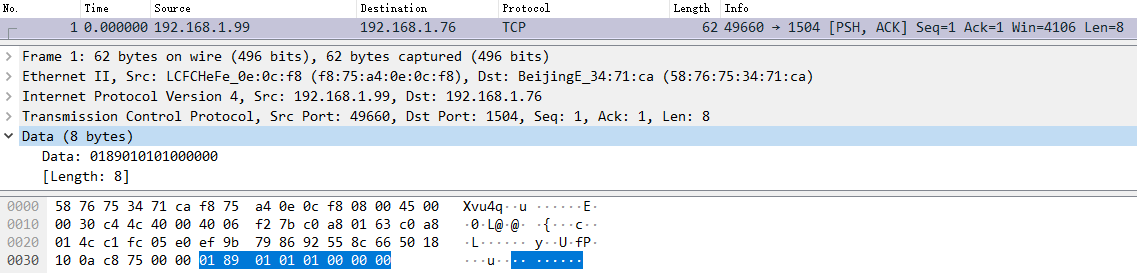 No. Time Source Destination Protocol Length Info
1 0.000000 192.168.1.99 192.168.1.76 TCP 62 49660 → 1504 [PSH, ACK] Seq=1 Ack=1 Win=4106 Len=8
Frame 1: 62 bytes on wire (496 bits), 62 bytes captured (496 bits)
Ethernet II, Src: LCFCHeFe_0e:0c:f8 (f8:75:a4:0e:0c:f8), Dst: BeijingE_34:71:ca (58:76:75:34:71:ca)
Internet Protocol Version 4, Src: 192.168.1.99, Dst: 192.168.1.76
Transmission Control Protocol, Src Port: 49660, Dst Port: 1504, Seq: 1, Ack: 1, Len: 8
Data (8 bytes)
Data: 0189010101000000
[Length: 8]
0000 58 76 75 34 71 ca f8 75 a4 0e 0c f8 08 00 45 00 Xvu4q··u ······E·
0010 00 30 c4 4c 40 00 40 06 f2 7b c0 a8 01 63 c0 a8 ·0·L@·@· ·{···c··
0020 01 4c c1 fc 05 e0 ef 9b 79 86 92 55 8c 66 50 18 ·L······ y··U·fP·
0030 10 0a c8 75 00 00 01 89 01 01 01 00 00 00 ···u···· ······